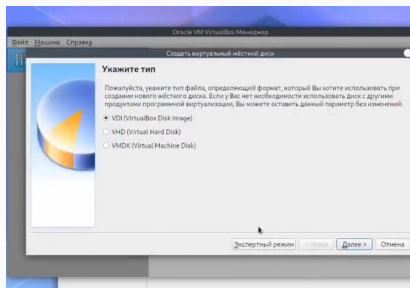 Oracle VM VirtualBox Менеджер
Файл Машина Справка
Создать виртуальный жёсткий диск
Укажите тип
Пожалуйста, укажите тип файла, определяющий формат, который Вы хотите использовать при
создании нового жёсткого диска. Если у Вас нет необходимости использовать диск с другими
продуктами программной виртуализации, Вы можете оставить данный параметр без изменений.
VDI (VirtualBox Disk Image)
VHD (Virtual Hard Disk)
VMDK (Virtual Machine Disk)
Экспертный режим < Назад Далее > Отмена